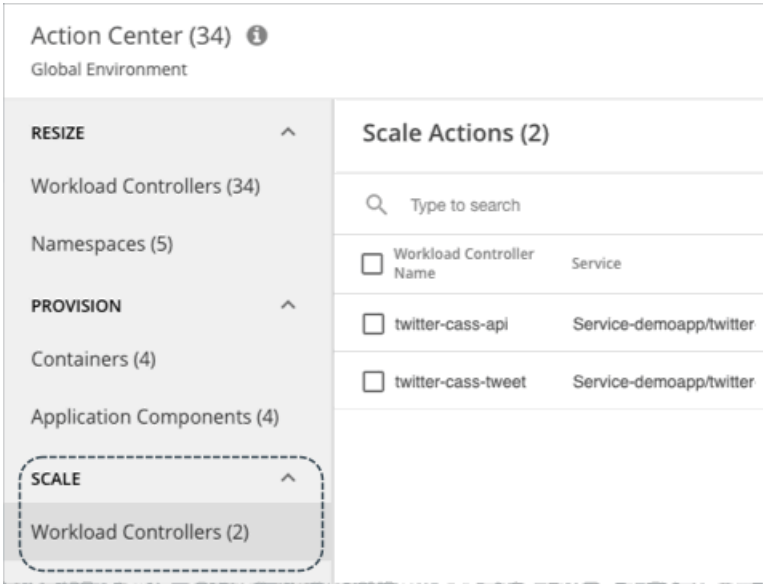 Action Center (34)
Global Environment
RESIZE
Workload Controllers (34)
Namespaces (5)
PROVISION
Containers (4)
Application Components (4)
SCALE
Workload Controllers (2)
Scale Actions (2)
Type to search
Workload Controller
Name
Service
twitter-cass-api Service-demoapp/twitter
twitter-cass-tweet Service-demoapp/twitter